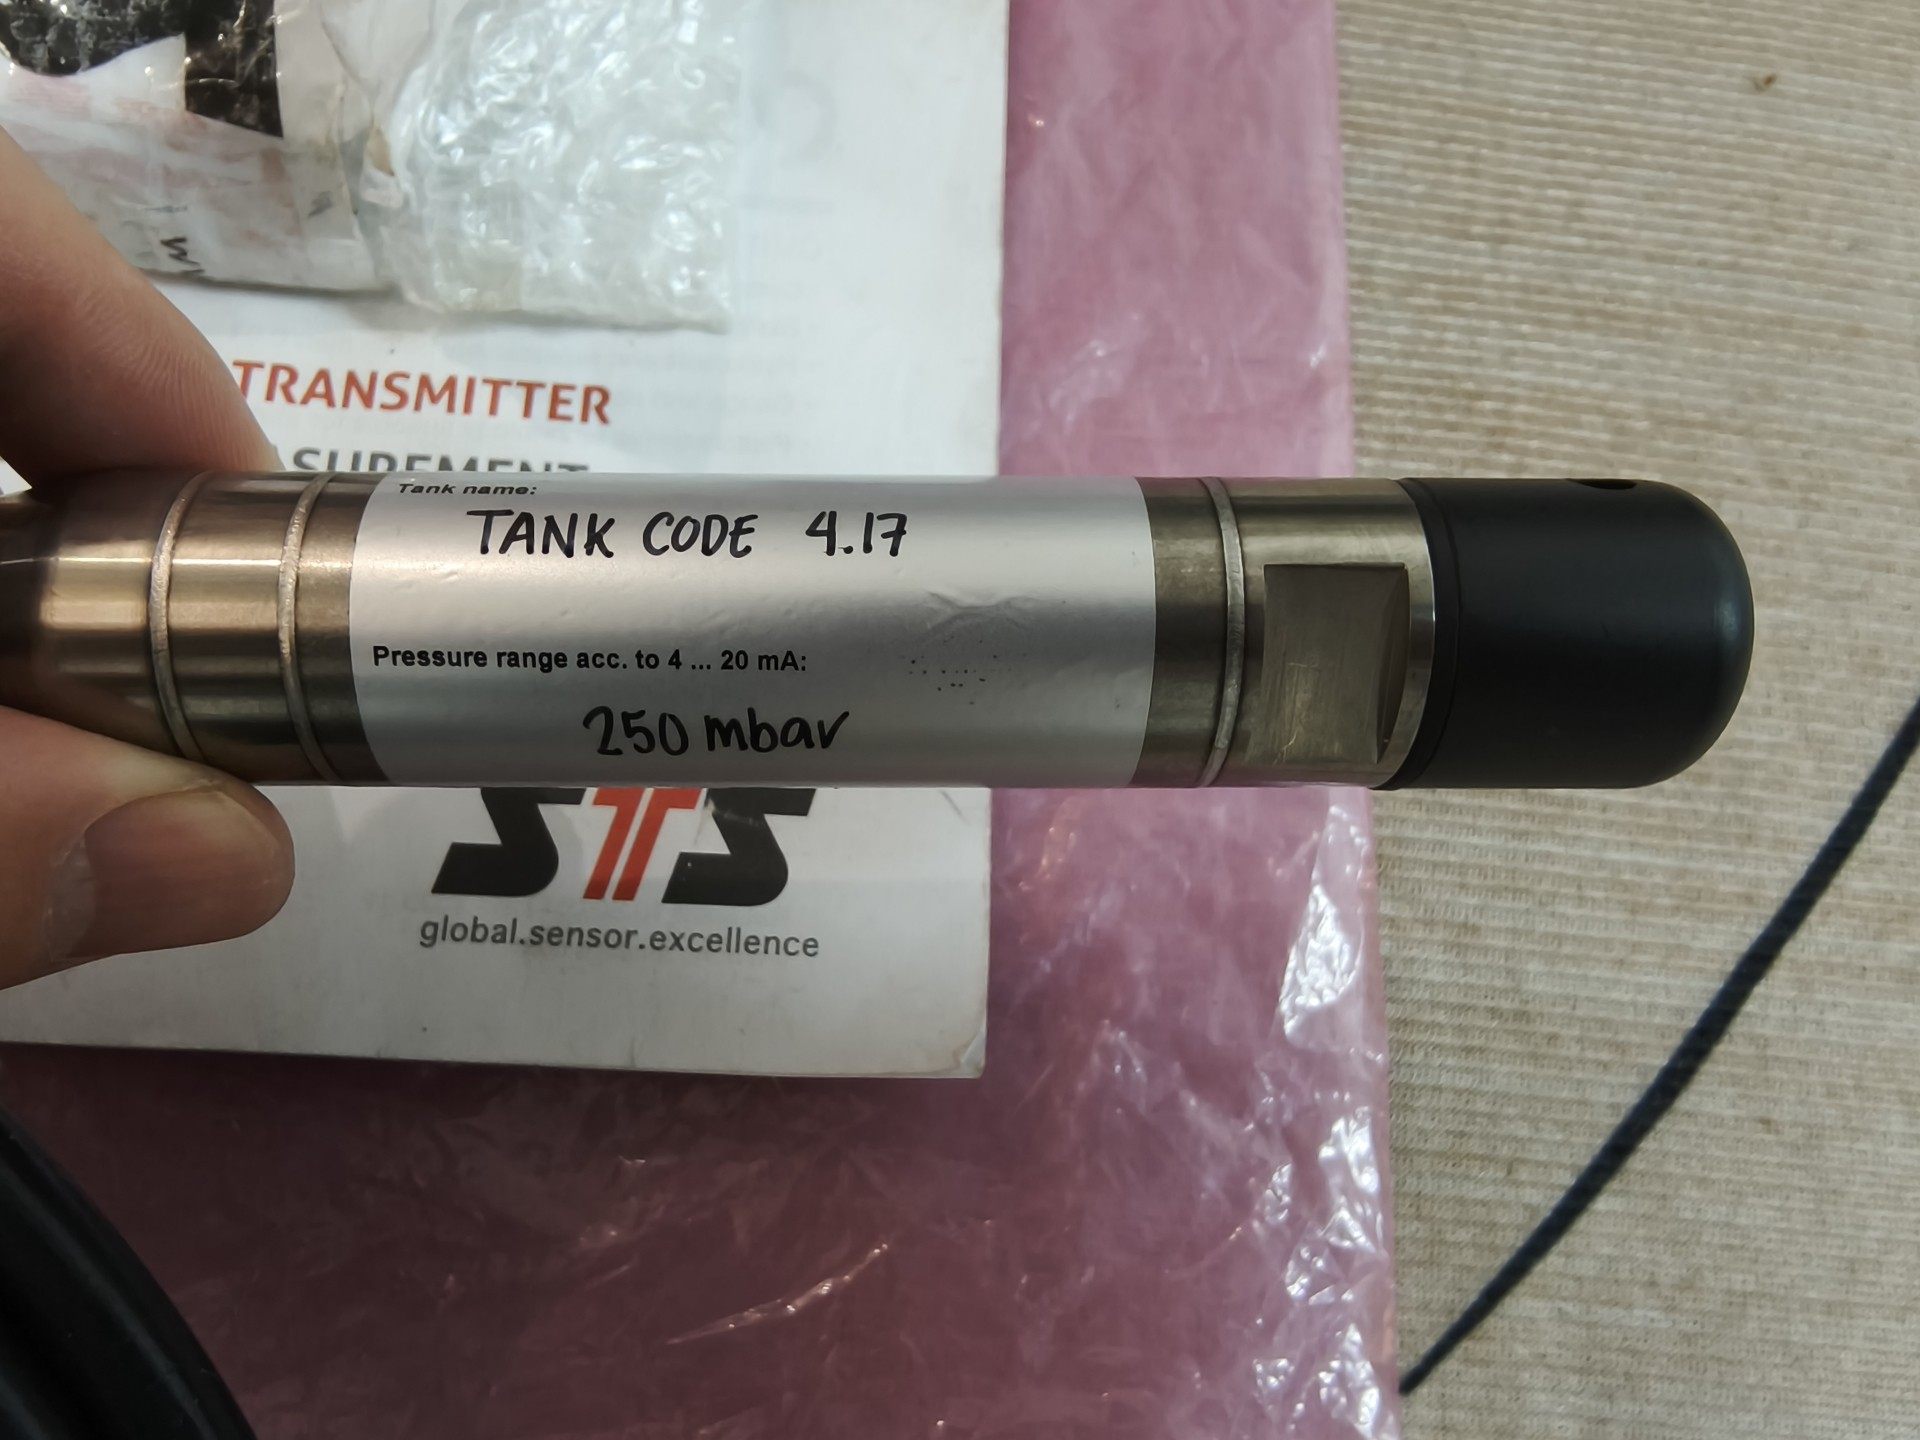 TRANSMITTER
Tank name:
TANK CODE 4.17
Pressure range acc. to 4 ... 20 mA:
250 mbar
STS
global.sensor.excellence